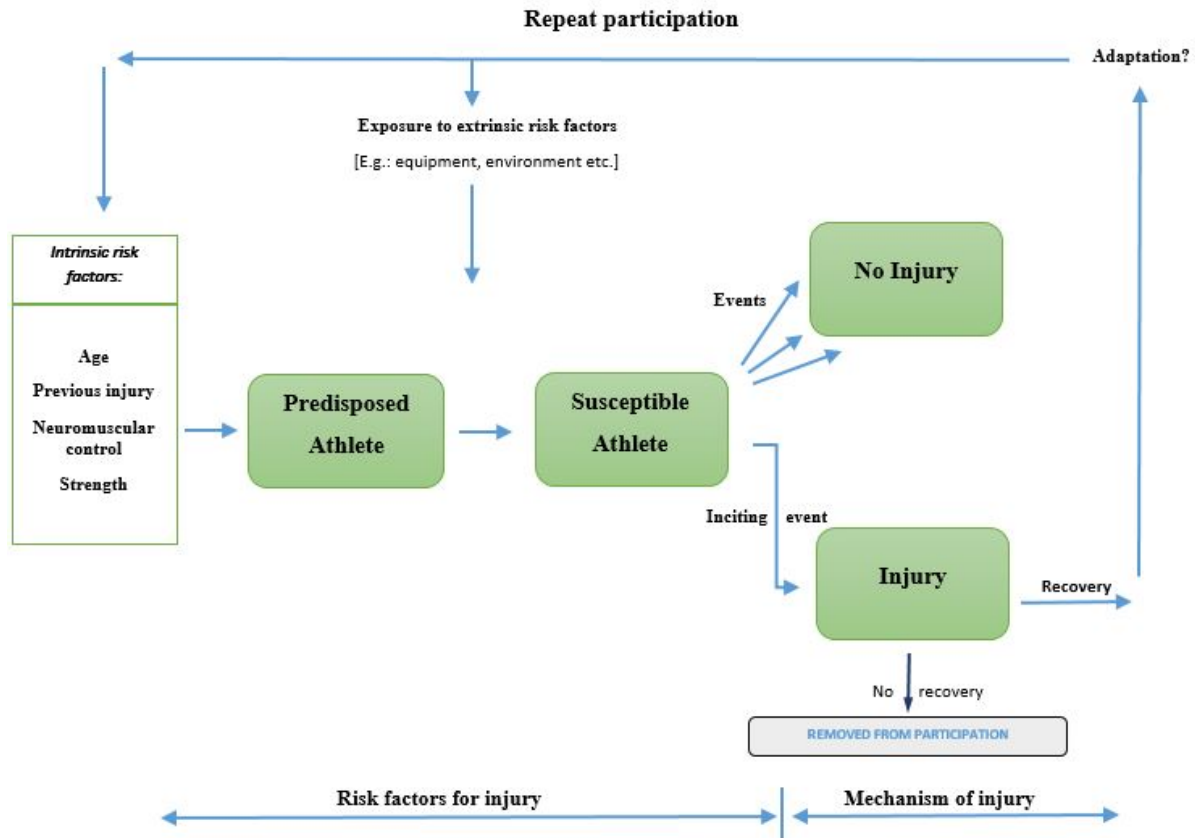 Repeat participation
Adaptation?
Exposure to extrinsic risk factors
[E.g.: equipment, environment etc.]
Intrinsic risk
factors:
Age
Previous injury
Neuromuscular
control
Strength
Predisposed
Athlete
Susceptible
Athlete
Events
No Injury
Inciting event
Injury
Recovery
No recovery
REMOVED FROM PARTICIPATION
Risk factors for injury
Mechanism of injury